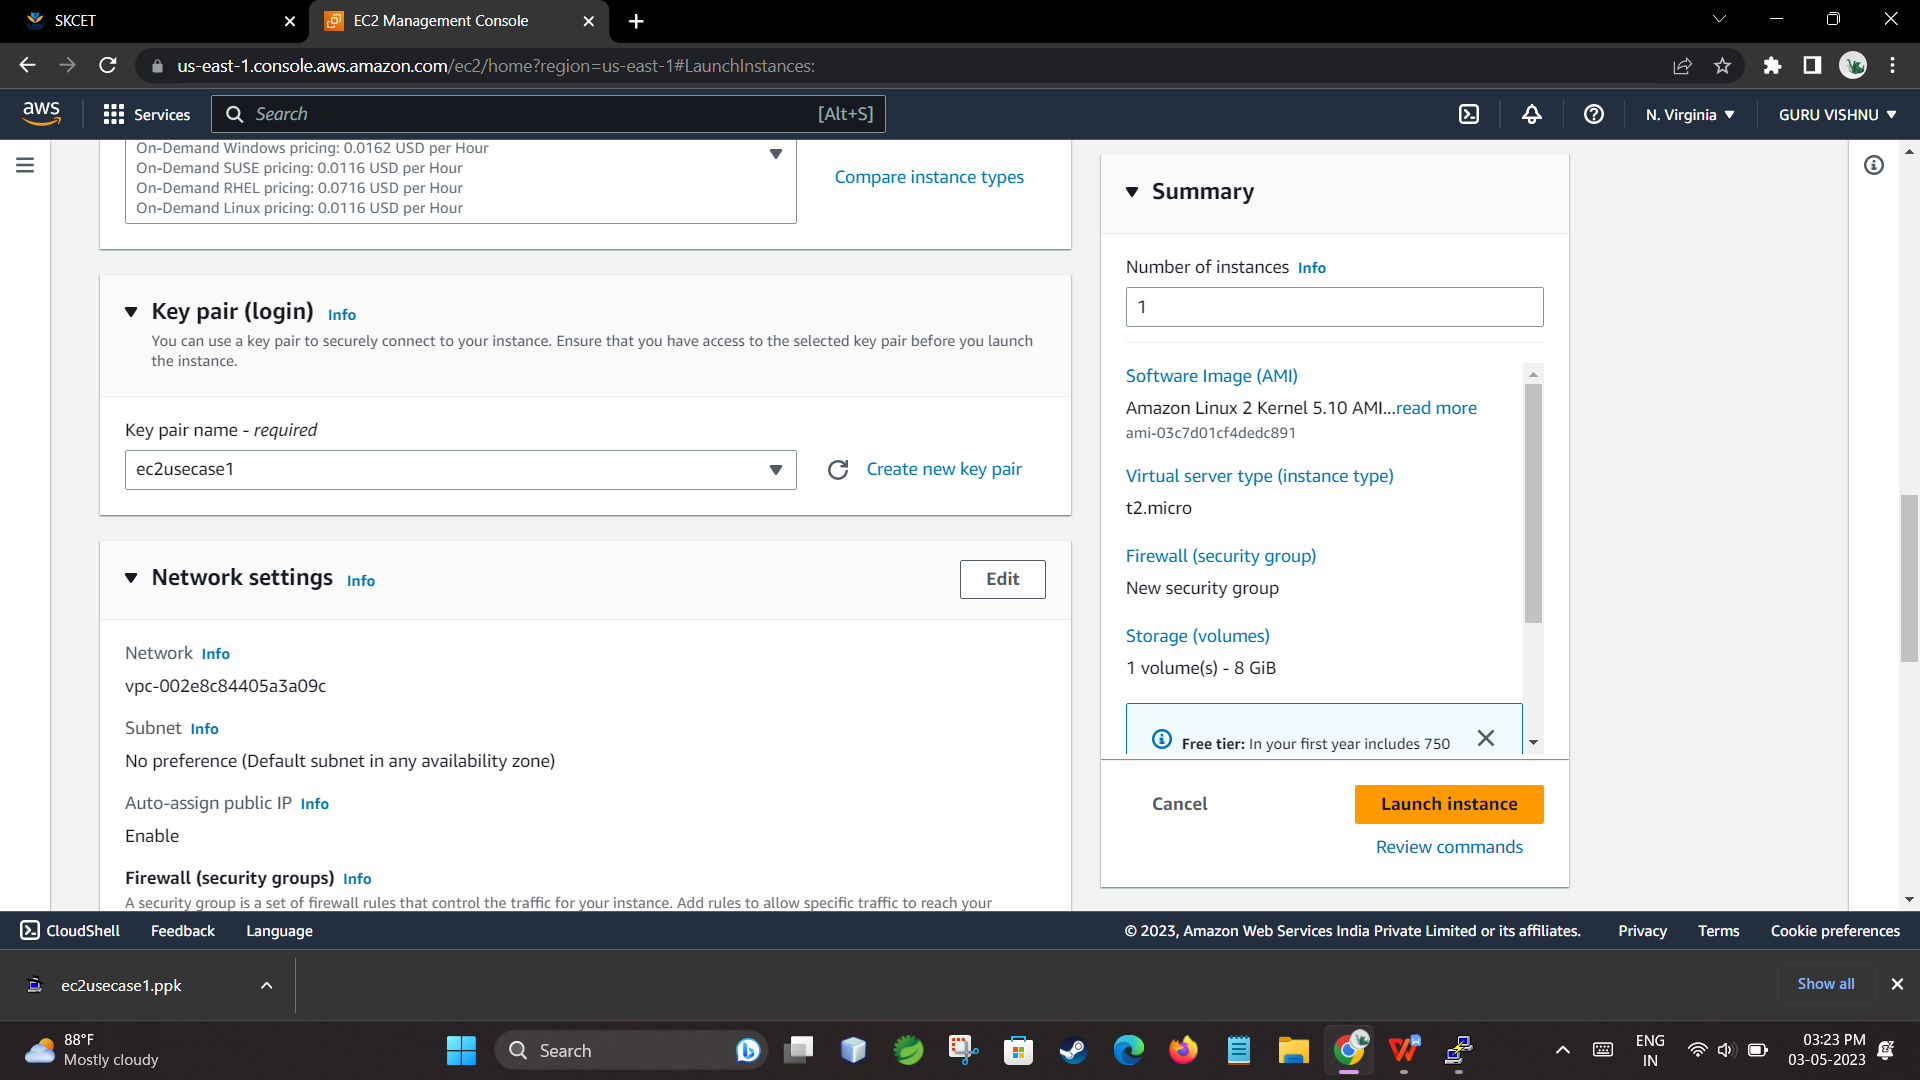 SKCET
EC2 Management Console
us-east-1.console.aws.amazon.com/ec2/home?region=us-east-1#LaunchInstances:
aws
Services
Search
[Alt+S]
N. Virginia
GURU VISHNU
On-Demand Windows pricing: 0.0162 USD per Hour
On-Demand SUSE pricing: 0.0116 USD per Hour
On-Demand RHEL pricing: 0.0716 USD per Hour
On-Demand Linux pricing: 0.0116 USD per Hour
Compare instance types
Key pair (login) Info
You can use a key pair to securely connect to your instance. Ensure that you have access to the selected key pair before you launch
the instance.
Key pair name - required
ec2usecase1
Create new key pair
Network settings Info
Edit
Network Info
vpc-002e8c84405a3a09c
Subnet Info
No preference (Default subnet in any availability zone)
Auto-assign public IP Info
Enable
Firewall (security groups) Info
A security group is a set of firewall rules that control the traffic for your instance. Add rules to allow specific traffic to reach your
Summary
Number of instances Info
1
Software Image (AMI)
Amazon Linux 2 Kernel 5.10 AMI...read more
ami-03c7d01cf4dedc891
Virtual server type (instance type)
t2.micro
Firewall (security group)
New security group
Storage (volumes)
1 volume(s) - 8 GiB
Free tier: In your first year includes 750
Cancel
Launch instance
Review commands
CloudShell
Feedback
Language
© 2023, Amazon Web Services India Private Limited or its affiliates.
Privacy
Terms
Cookie preferences
ec2usecase1.ppk
Show all
88°F
Mostly cloudy
Search
ENG
IN
03:23 PM
03-05-2023